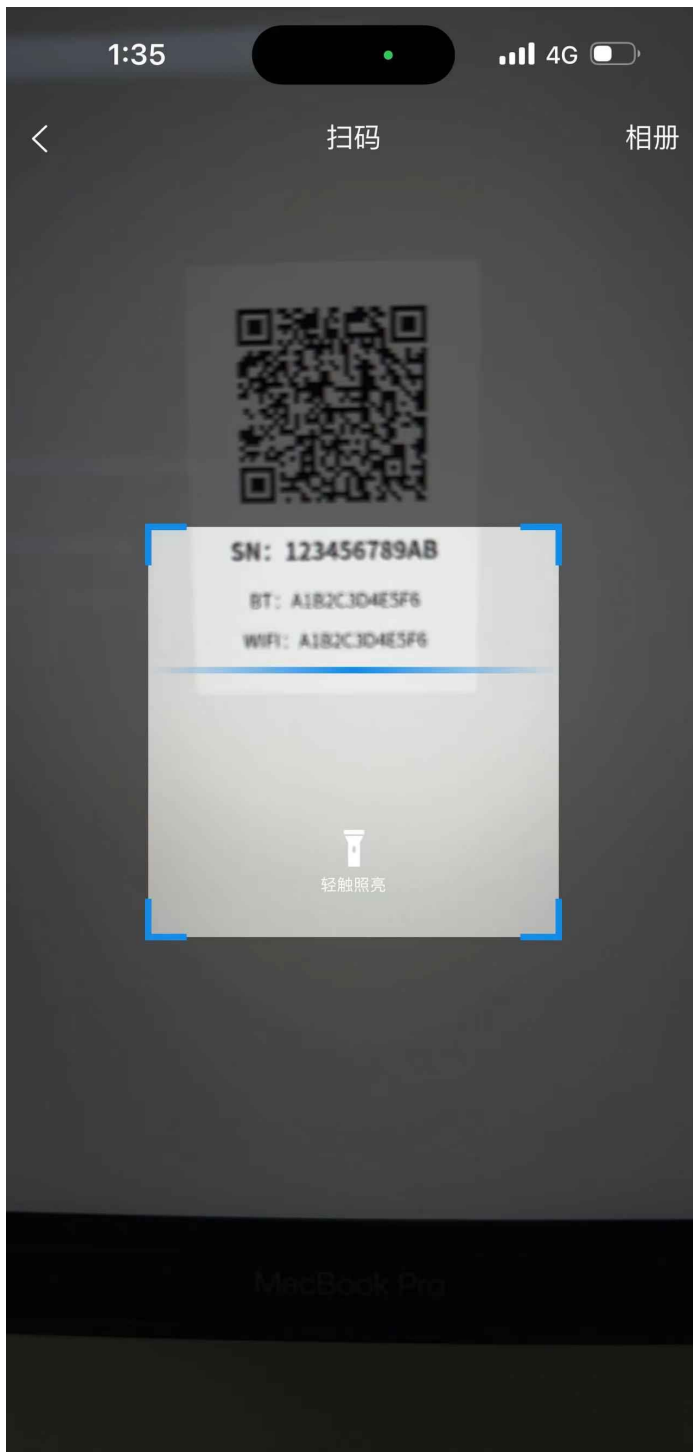 1:35
4G
扫码
相册
SN: 123456789AB
BT: A1B2C3D4E5F6
WIFI: A1B2C3D4E5F6
轻触照亮
MacBook Pro